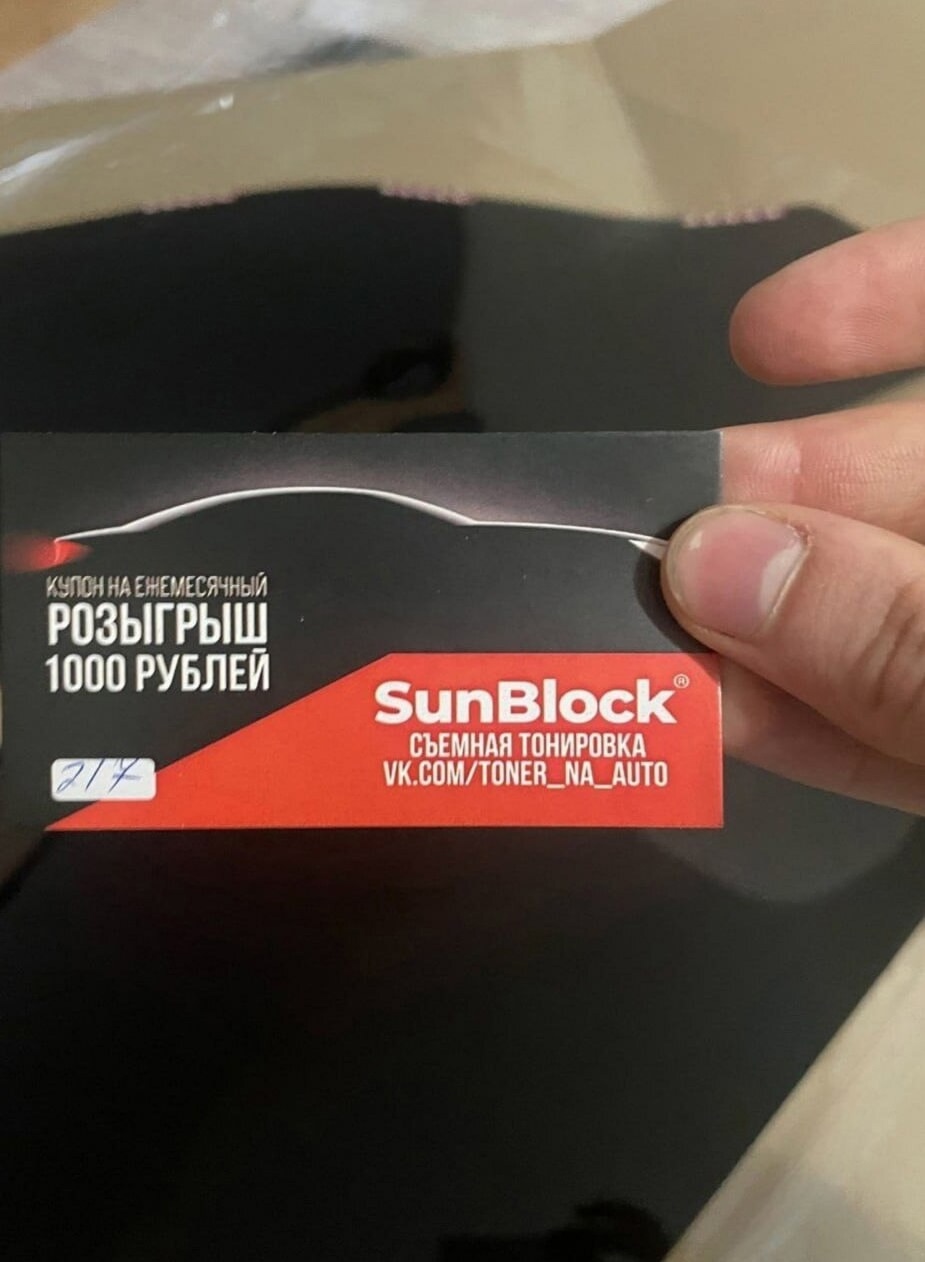 КУПОН НА ЕЖЕМЕСЯЧНЫЙ
РОЗЫГРЫШ
1000 РУБЛЕЙ
217
SunBlock®
СЪЕМНАЯ ТОНИРОВКА
VK.COM/TONER_NA_AUTO